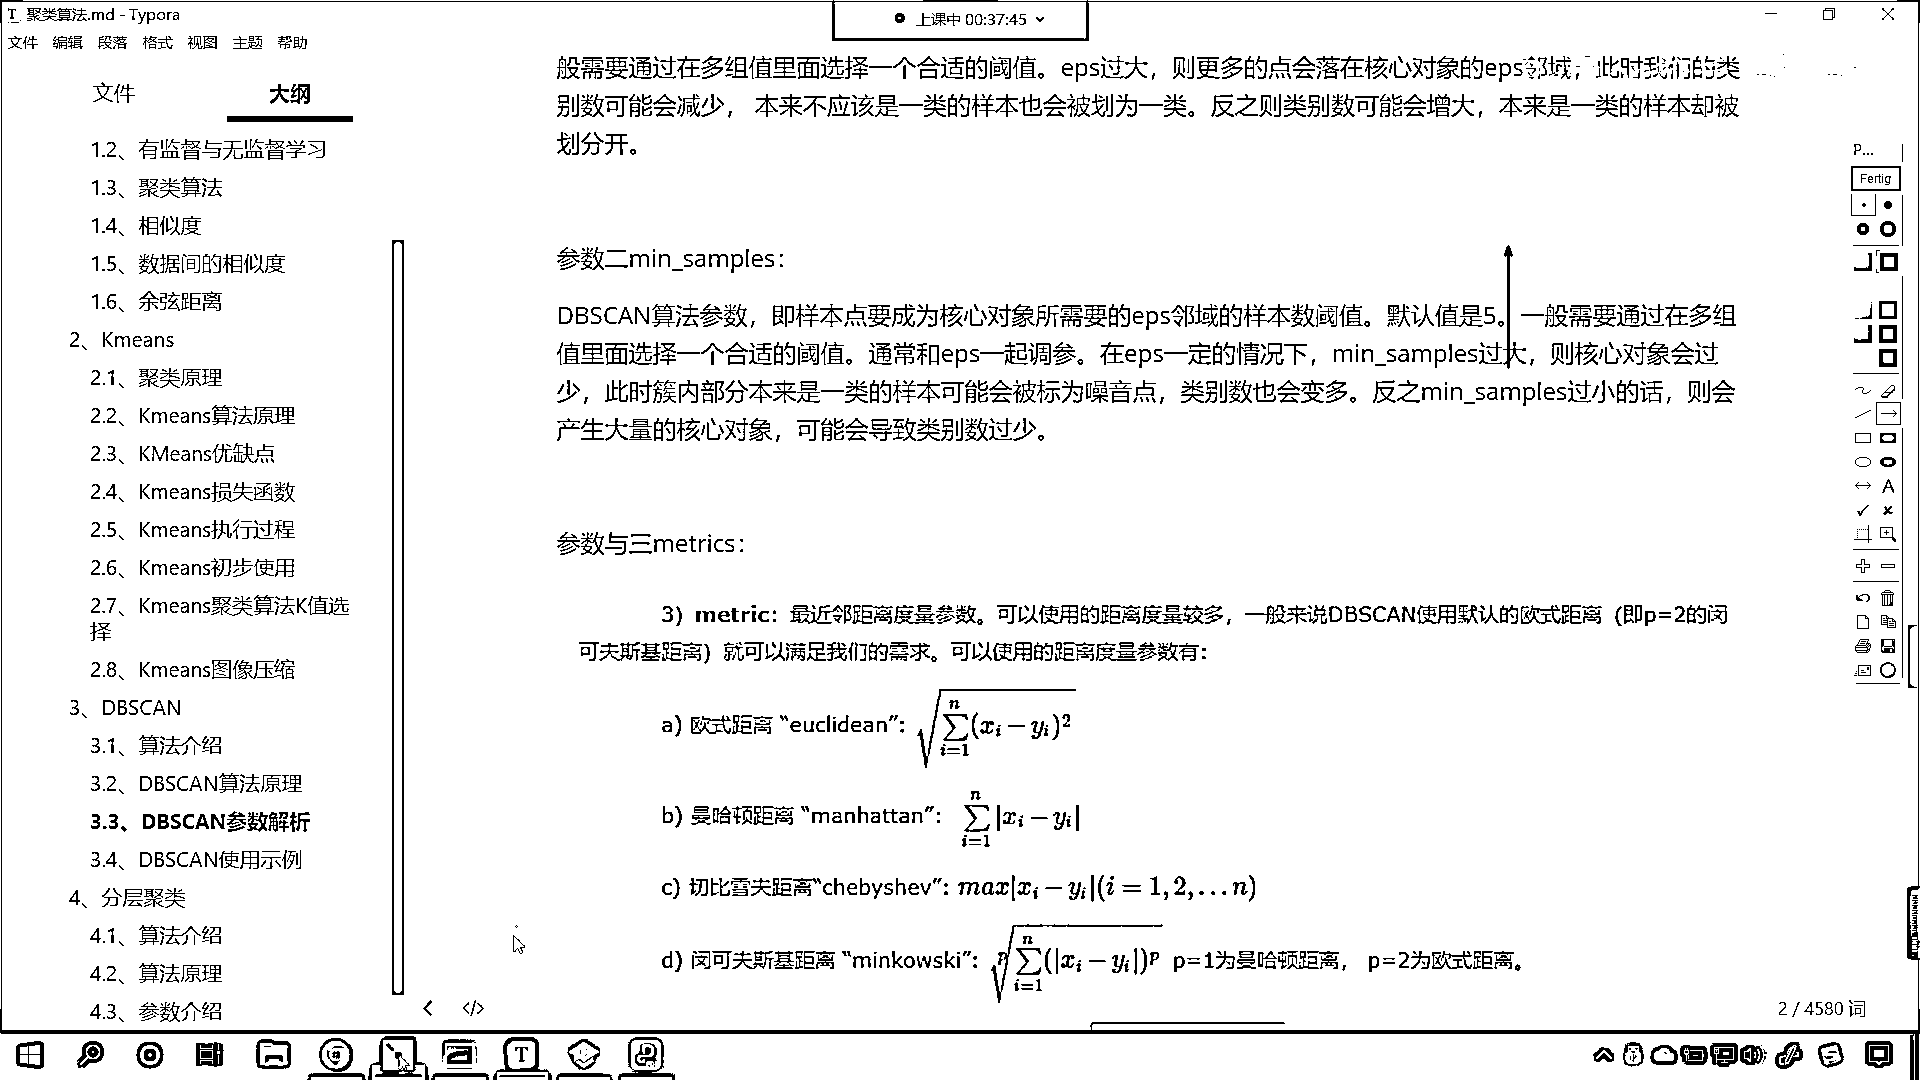 聚类算法.md - Typora
上课中 00:37:45
文件 编辑 段落 格式 视图 主题 帮助
文件 大纲
1.2、有监督与无监督学习
1.3、聚类算法
1.4、相似度
1.5、数据间的相似度
1.6、余弦距离
2、Kmeans
2.1、聚类原理
2.2、Kmeans算法原理
2.3、KMeans优缺点
2.4、Kmeans损失函数
2.5、Kmeans执行过程
2.6、Kmeans初步使用
2.7、Kmeans聚类算法K值选
择
2.8、Kmeans图像压缩
3、DBSCAN
3.1、算法介绍
3.2、DBSCAN算法原理
3.3、DBSCAN参数解析
3.4、DBSCAN使用示例
4、分层聚类
4.1、算法介绍
4.2、算法原理
4.3、参数介绍
般需要通过在多组值里面选择一个合适的阈值。eps过大，则更多的点会落在核心对象的eps邻域，此时我们的类
别数可能会减少， 本来不应该是一类的样本也会被划为一类。反之则类别数可能会增大，本来是一类的样本却被
划分开。
参数二min_samples：
DBSCAN算法参数，即样本点要成为核心对象所需要的eps邻域的样本数阈值。默认值是5。一般需要通过在多组
值里面选择一个合适的阈值。通常和eps一起调参。在eps一定的情况下，min_samples过大，则核心对象会过
少，此时簇内部分本来是一类的样本可能会被标为噪音点，类别数也会变多。反之min_samples过小的话，则会
产生大量的核心对象，可能会导致类别数过少。
参数与三metrics：
3）metric：最近邻距离度量参数。可以使用的距离度量较多，一般来说DBSCAN使用默认的欧式距离（即p=2的闵
可夫斯基距离）就可以满足我们的需求。可以使用的距离度量参数有：
a) 欧式距离 “euclidean”: \sqrt{\sum_{i=1}^{n}(x_i-y_i)^2}
b) 曼哈顿距离 “manhattan”: \sum_{i=1}^{n}|x_i-y_i|
c) 切比雪夫距离“chebyshev”: max|x_i-y_i|(i=1,2,...n)
d) 闵可夫斯基距离 “minkowski”: \sqrt[p]{\sum_{i=1}^{n}(|x_i-y_i|)^p} p=1为曼哈顿距离， p=2为欧式距离。
2 / 4580 词
P...
Fertig